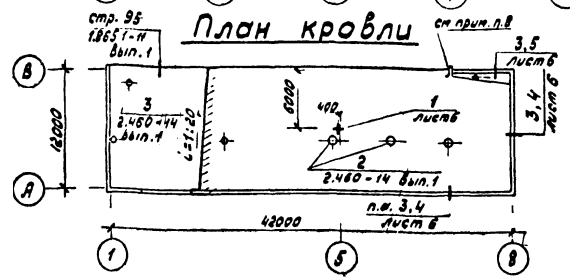 План кровли
стр. 95
1.865.1-11
Вып. 1
см. прим. п. 8
3,5
лист 6
3,4
лист 6
В
12000
А
3
2.460-14
Вып. 1
i=1:20
6000
400
1
лист 6
2
2.460-14 Вып. 1
п.а. 3,4
лист 6
42000
1
5
8